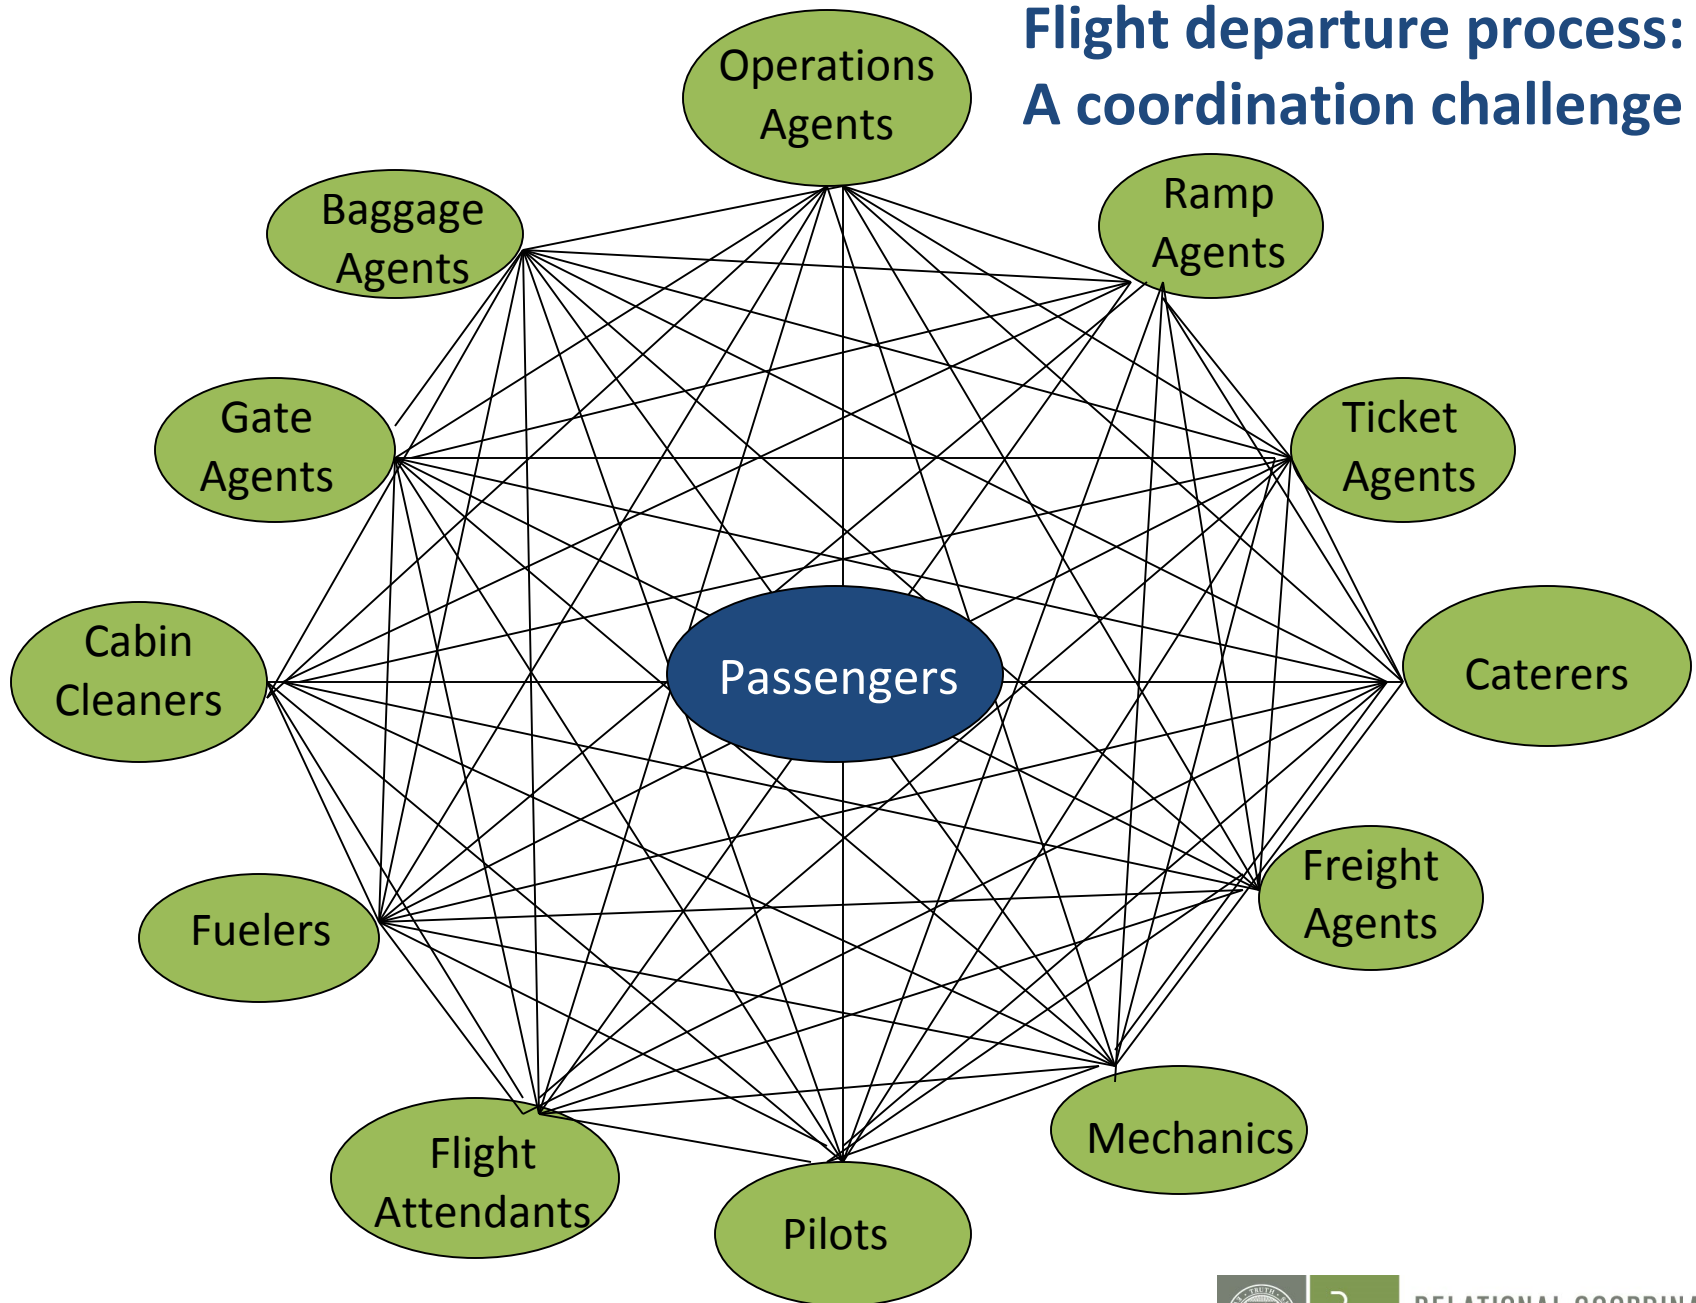 Flight departure process:
A coordination challenge
Operations
Agents
Ramp
Agents
Baggage
Agents
Gate
Agents
Ticket
Agents
Cabin
Cleaners
Passengers
Caterers
Fuelers
Freight
Agents
Flight
Attendants
Pilots
Mechanics